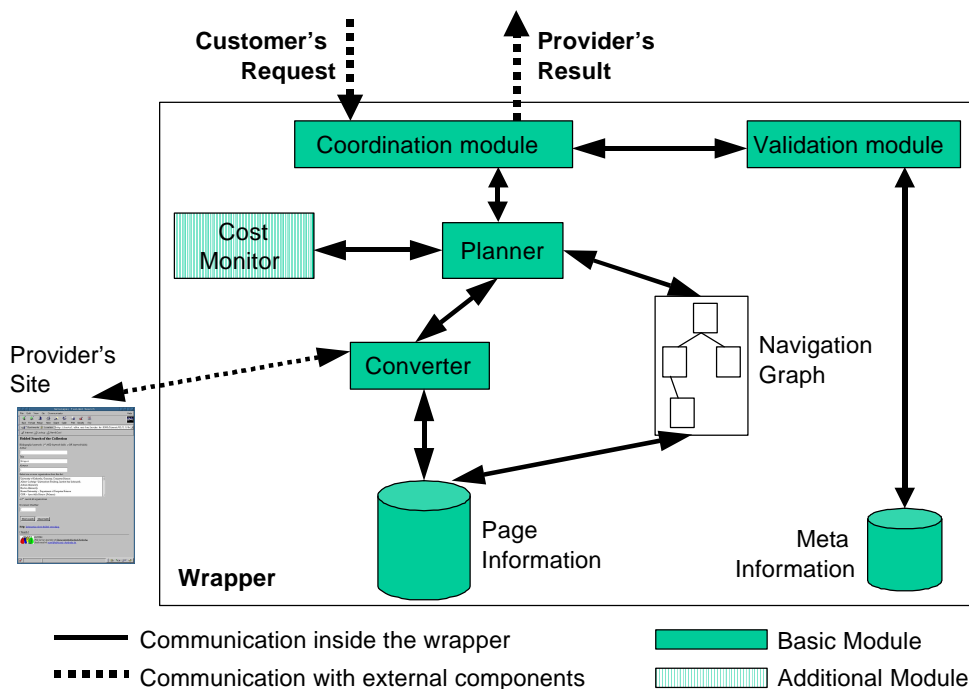 Customer's
Request
Provider's
Result
Coordination module
Validation module
Cost
Monitor
Planner
Provider's
Site
Converter
Navigation
Graph
Page
Information
Meta
Information
Wrapper
Communication inside the wrapper
Basic Module
Communication with external components
Additional Module